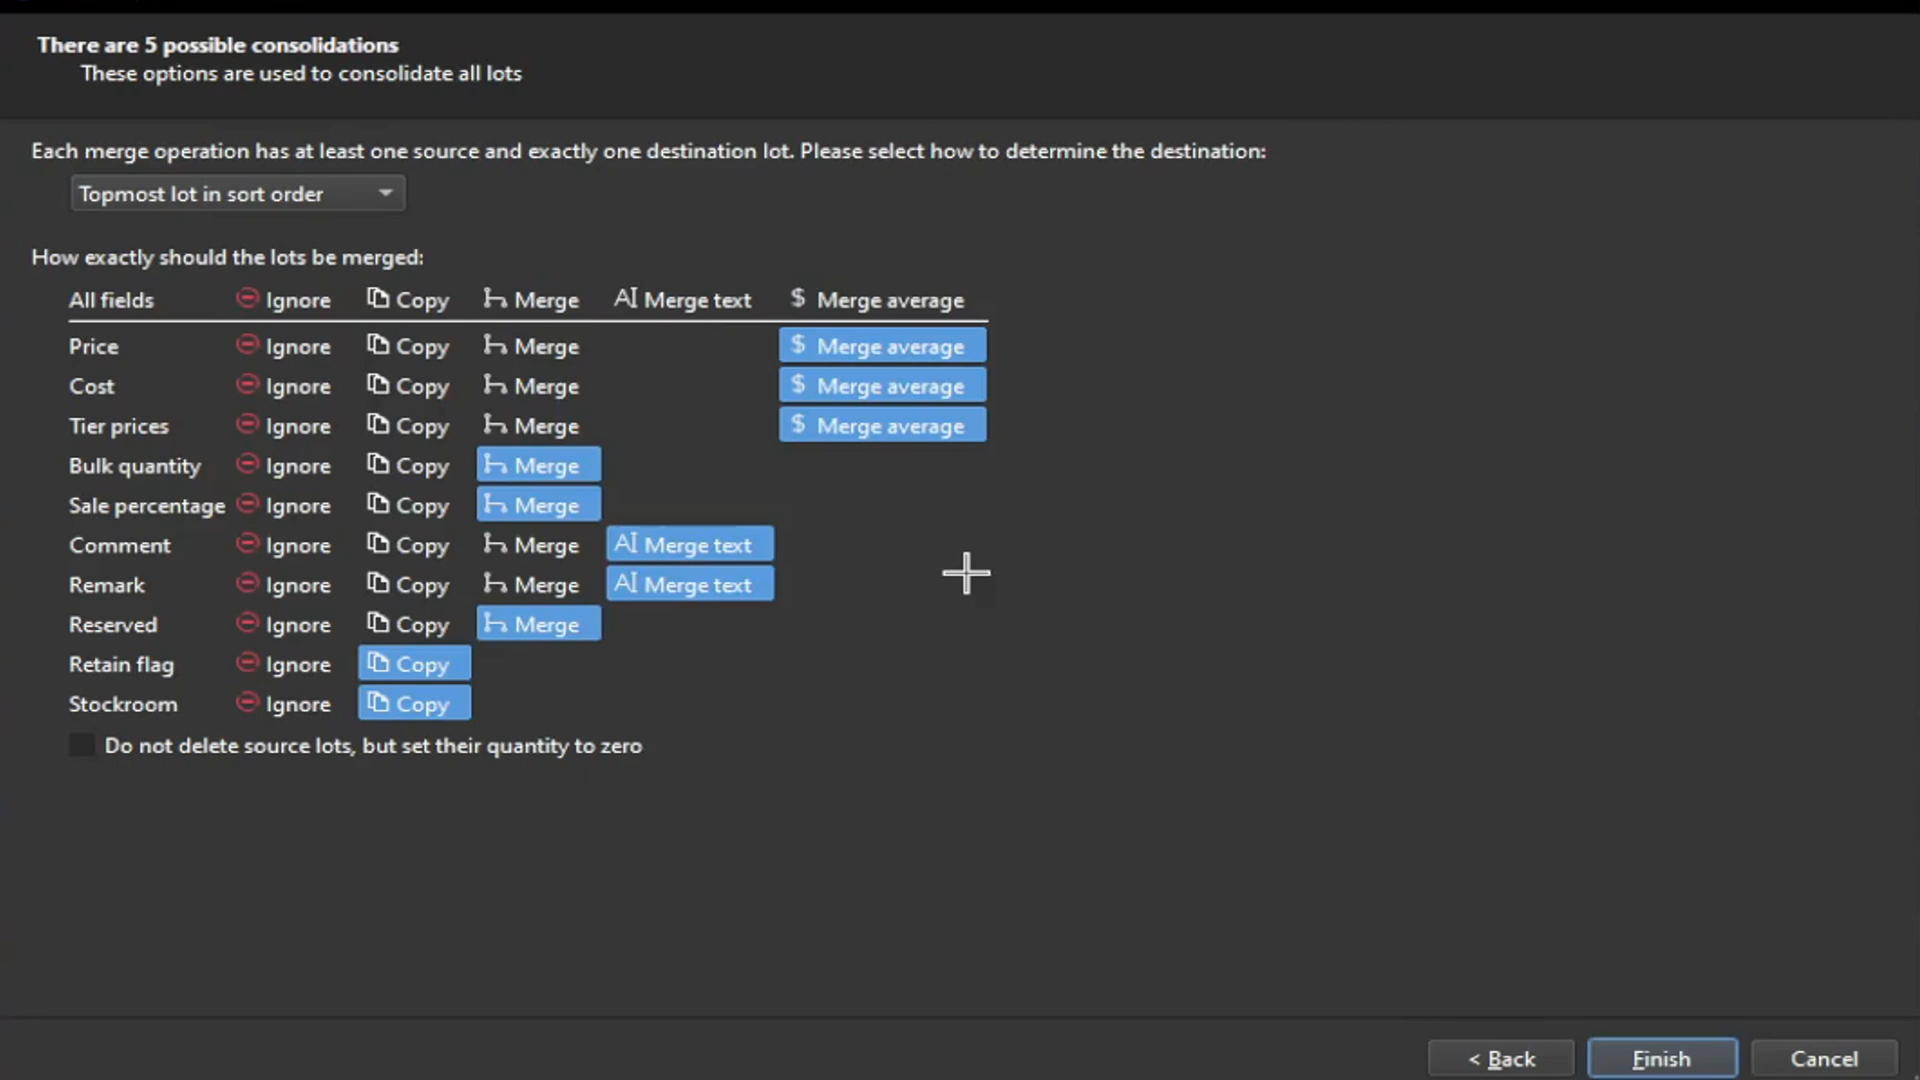 There are 5 possible consolidations
These options are used to consolidate all lots
Each merge operation has at least one source and exactly one destination lot. Please select how to determine the destination:
Topmost lot in sort order
How exactly should the lots be merged:
All fields Ignore Copy Merge Merge text $ Merge average
Price Ignore Copy Merge $ Merge average
Cost Ignore Copy Merge $ Merge average
Tier prices Ignore Copy Merge $ Merge average
Bulk quantity Ignore Copy Merge
Sale percentage Ignore Copy Merge
Comment Ignore Copy Merge Merge text
Remark Ignore Copy Merge Merge text
Reserved Ignore Copy Merge
Retain flag Ignore Copy
Stockroom Ignore Copy
Do not delete source lots, but set their quantity to zero
< Back Finish Cancel